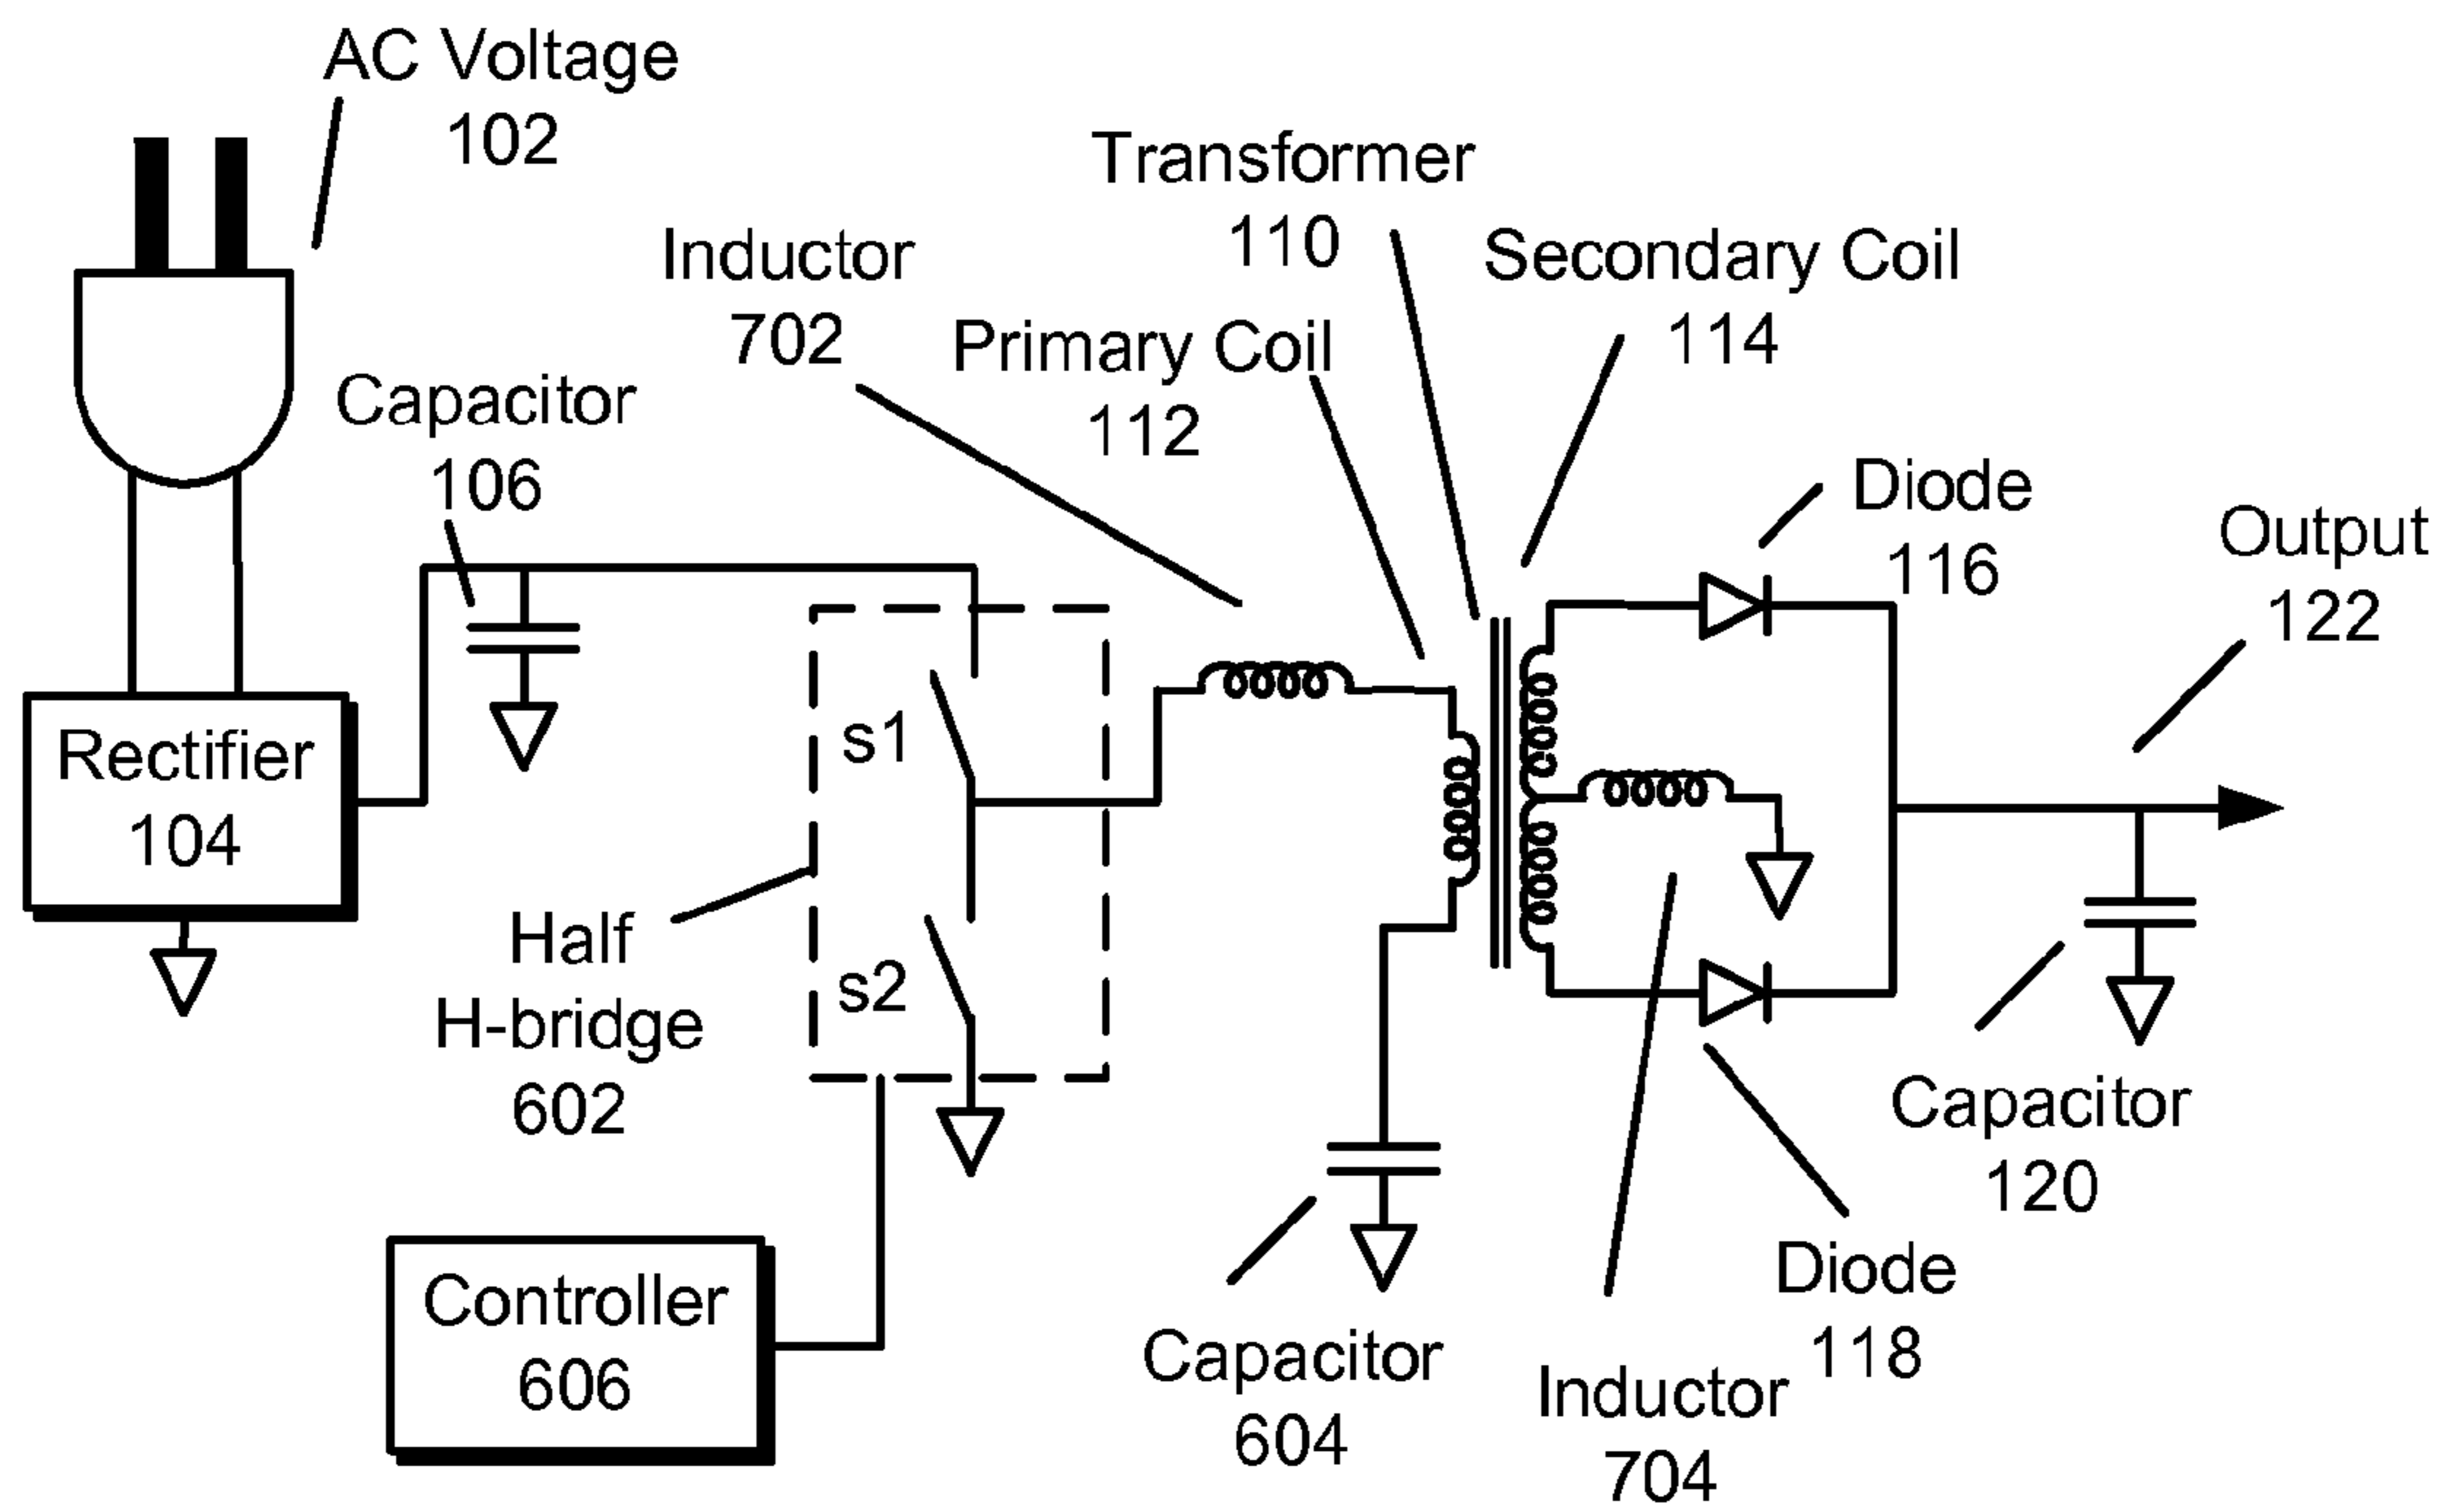 AC Voltage
102
Transformer
110
Inductor
702
Secondary Coil
114
Primary Coil
112
Capacitor
106
Diode
116
Output
122
Rectifier
104
s1
Half
H-bridge
602
s2
Capacitor
120
Controller
606
Diode
118
Capacitor
604
Inductor
704